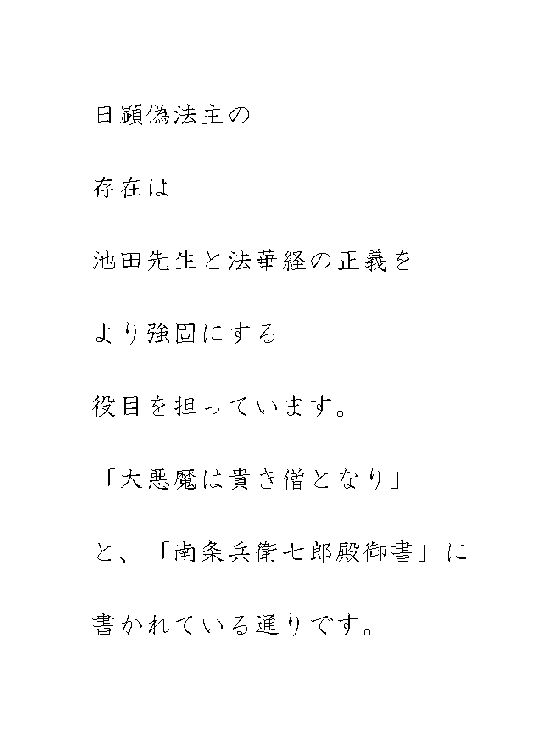 日顕偽法主の
存在は
池田先生と法華経の正義を
より強固にする
役目を担っています。
「大悪魔は貴き僧となり」
と、「南条兵衛七郎殿御書」に
書かれている通りです。